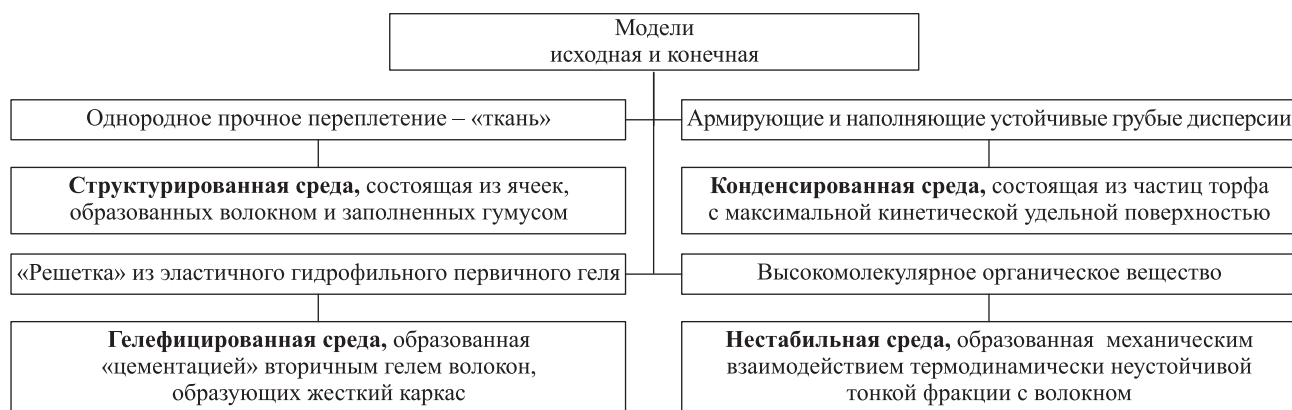 Модели
исходная и конечная
Однородное прочное переплетение – «ткань»
Армирующие и наполняющие устойчивые грубые дисперсии
Структурированная среда, состоящая из ячеек,
образованных волокном и заполненных гумусом
Конденсированная среда, состоящая из частиц торфа
с максимальной кинетической удельной поверхностью
«Решетка» из эластичного гидрофильного первичного геля
Высокомолекулярное органическое вещество
Гелефицированная среда, образованная
«цементацией» вторичным гелем волокон,
образующих жесткий каркас
Нестабильная среда, образованная механическим
взаимодействием термодинамически неустойчивой
тонкой фракции с волокном